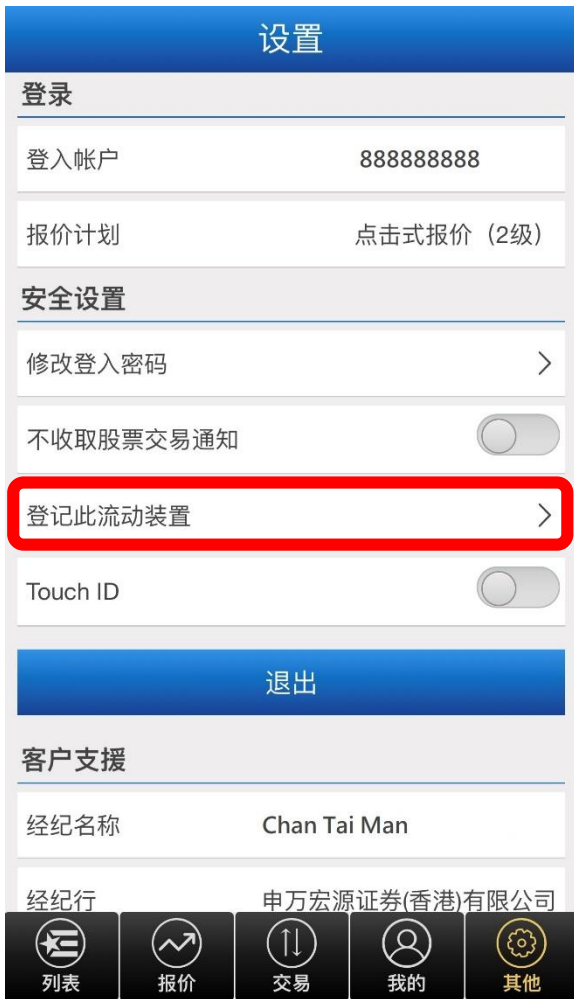 设置
登录
登入帐户 888888888
报价计划 点击式报价（2级）
安全设置
修改登入密码
不收取股票交易通知
登记此流动装置
Touch ID
退出
客户支援
经纪名称 Chan Tai Man
经纪行 申万宏源证券(香港)有限公司
列表 报价 交易 我的 其他